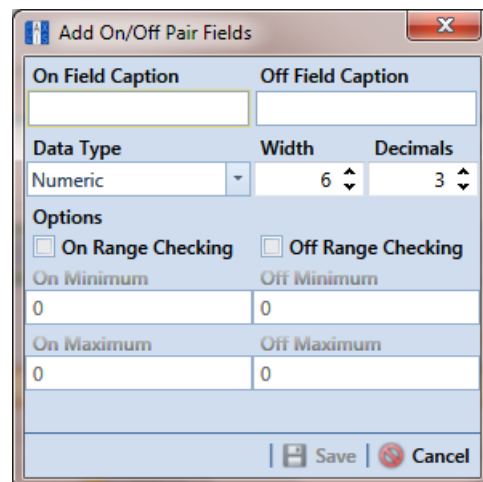 Add On/Off Pair Fields
On Field Caption Off Field Caption
Data Type Width Decimals
Numeric 6 3
Options
On Range Checking Off Range Checking
On Minimum Off Minimum
0 0
On Maximum Off Maximum
0 0
Save Cancel